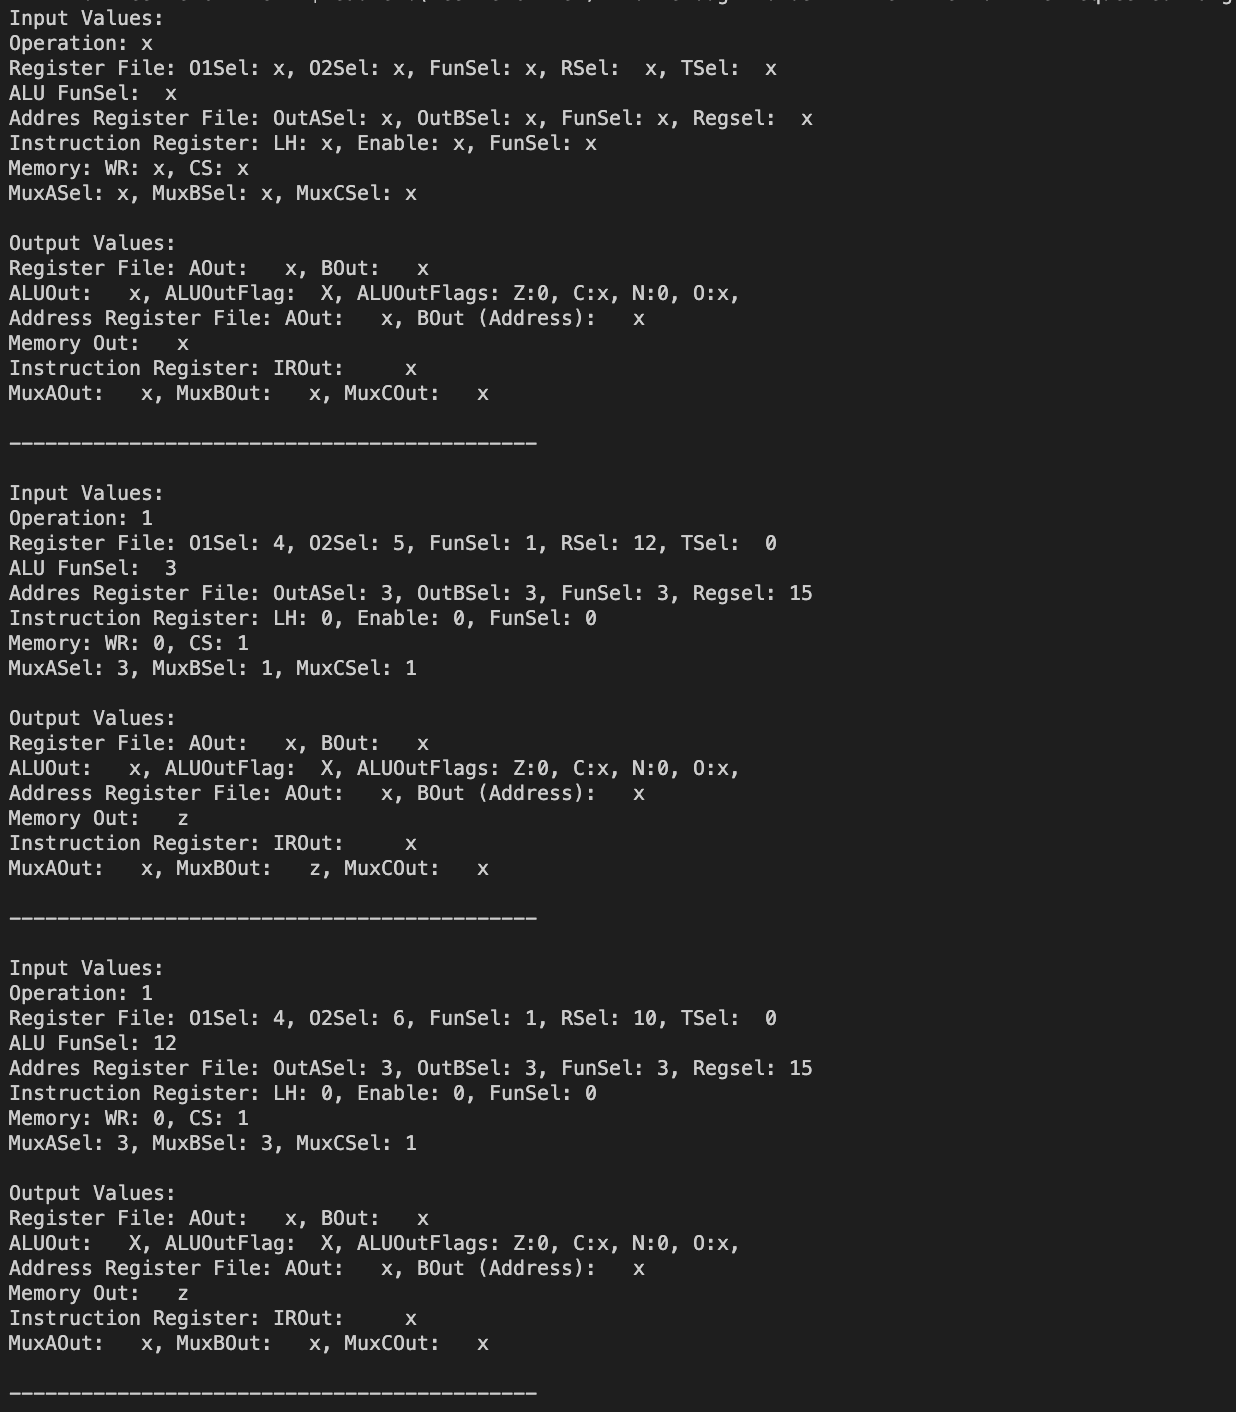 Input Values:
Operation: x
Register File: O1Sel: x, O2Sel: x, FunSel: x, RSel:  x, TSel:  x
ALU FunSel:  x
Addres Register File: OutASel: x, OutBSel: x, FunSel: x, Regsel:  x
Instruction Register: LH: x, Enable: x, FunSel: x
Memory: WR: x, CS: x
MuxASel: x, MuxBSel: x, MuxCSel: x

Output Values:
Register File: AOut:   x, BOut:   x
ALUOut:   x, ALUOutFlag:  X, ALUOutFlags: Z:0, C:x, N:0, O:x,
Address Register File: AOut:   x, BOut (Address):   x
Memory Out:   x
Instruction Register: IROut:     x
MuxAOut:   x, MuxBOut:   x, MuxCOut:   x

--------------------------------------------

Input Values:
Operation: 1
Register File: O1Sel: 4, O2Sel: 5, FunSel: 1, RSel: 12, TSel:  0
ALU FunSel:  3
Addres Register File: OutASel: 3, OutBSel: 3, FunSel: 3, Regsel: 15
Instruction Register: LH: 0, Enable: 0, FunSel: 0
Memory: WR: 0, CS: 1
MuxASel: 3, MuxBSel: 1, MuxCSel: 1

Output Values:
Register File: AOut:   x, BOut:   x
ALUOut:   x, ALUOutFlag:  X, ALUOutFlags: Z:0, C:x, N:0, O:x,
Address Register File: AOut:   x, BOut (Address):   x
Memory Out:   z
Instruction Register: IROut:     x
MuxAOut:   x, MuxBOut:   z, MuxCOut:   x

--------------------------------------------

Input Values:
Operation: 1
Register File: O1Sel: 4, O2Sel: 6, FunSel: 1, RSel: 10, TSel:  0
ALU FunSel: 12
Addres Register File: OutASel: 3, OutBSel: 3, FunSel: 3, Regsel: 15
Instruction Register: LH: 0, Enable: 0, FunSel: 0
Memory: WR: 0, CS: 1
MuxASel: 3, MuxBSel: 3, MuxCSel: 1

Output Values:
Register File: AOut:   x, BOut:   x
ALUOut:   X, ALUOutFlag:  X, ALUOutFlags: Z:0, C:x, N:0, O:x,
Address Register File: AOut:   x, BOut (Address):   x
Memory Out:   z
Instruction Register: IROut:     x
MuxAOut:   x, MuxBOut:   x, MuxCOut:   x

--------------------------------------------